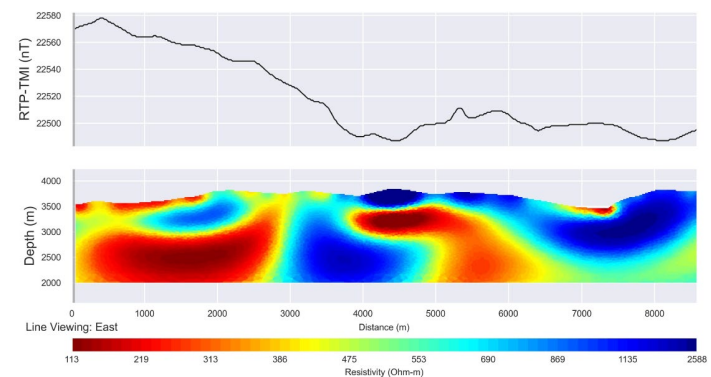 22580
22560
22540
22520
22500
RTP-TMI (nT)
4000
3500
3000
2500
2000
Depth (m)
0 1000 2000 3000 4000 5000 6000 7000 8000
Line Viewing: East
Distance (m)
113 219 313 386 475 553 690 869 1135 2588
Resistivity (Ohm-m)